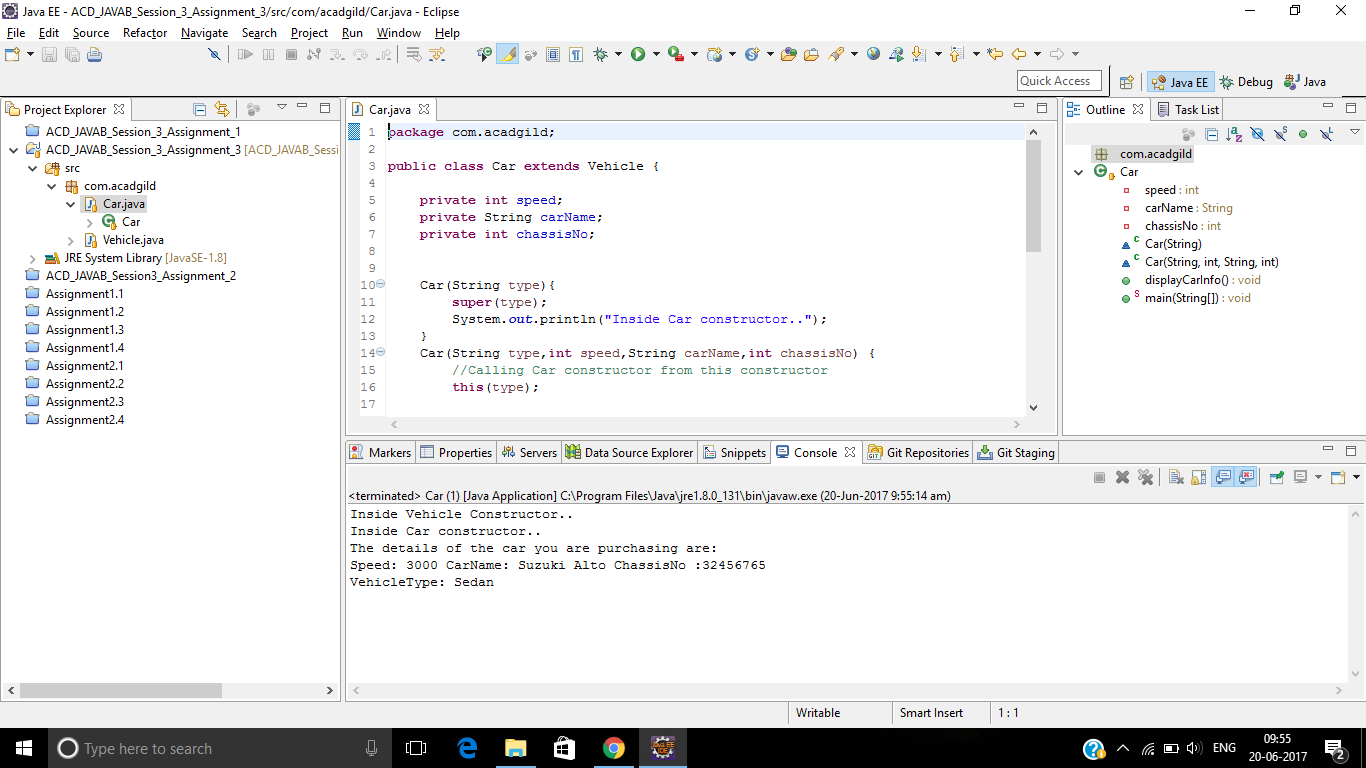 Java EE - ACD_JAVAB_Session_3_Assignment_3/src/com/acadgild/Car.java - Eclipse
File Edit Source Refactor Navigate Search Project Run Window Help
Quick Access
Java EE Debug Java
Project Explorer
ACD_JAVAB_Session_3_Assignment_1
ACD_JAVAB_Session_3_Assignment_3 [ACD_JAVAB_Sessi
src
com.acadgild
Car.java
Car
Vehicle.java
JRE System Library [JavaSE-1.8]
ACD_JAVAB_Session3_Assignment_2
Assignment1.1
Assignment1.2
Assignment1.3
Assignment1.4
Assignment2.1
Assignment2.2
Assignment2.3
Assignment2.4
Car.java
1 package com.acadgild;
2
3 public class Car extends Vehicle {
4
5 private int speed;
6 private String carName;
7 private int chassisNo;
8
9
10 Car(String type){
11 super(type);
12 System.out.println("Inside Car constructor..");
13 }
14 Car(String type,int speed,String carName,int chassisNo) {
15 //Calling Car constructor from this constructor
16 this(type);
17
Outline Task List
com.acadgild
Car
speed : int
carName : String
chassisNo : int
Car(String)
Car(String, int, String, int)
displayCarInfo() : void
main(String[]) : void
Markers Properties Servers Data Source Explorer Snippets Console Git Repositories Git Staging
<terminated> Car (1) [Java Application] C:\Program Files\Java\jre1.8.0_131\bin\javaw.exe (20-Jun-2017 9:55:14 am)
Inside Vehicle Constructor..
Inside Car constructor..
The details of the car you are purchasing are:
Speed: 3000 CarName: Suzuki Alto ChassisNo :32456765
VehicleType: Sedan
Writable Smart Insert 1 : 1
Type here to search
Java EE
IDE
ENG
09:55
20-06-2017
2